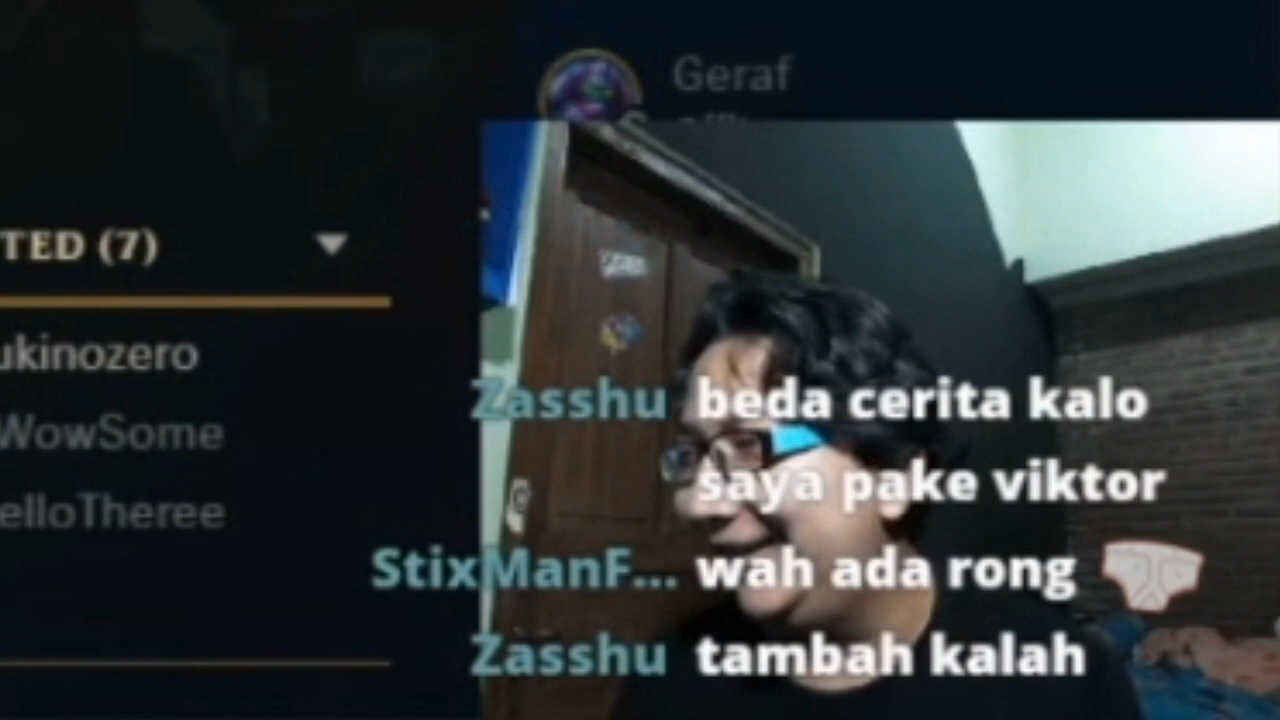 Geraf
TED (7)
ukinozero
WowSome
elloTheree
Zasshu beda cerita kalo
saya pake viktor
StixManF... wah ada rong
Zasshu tambah kalah